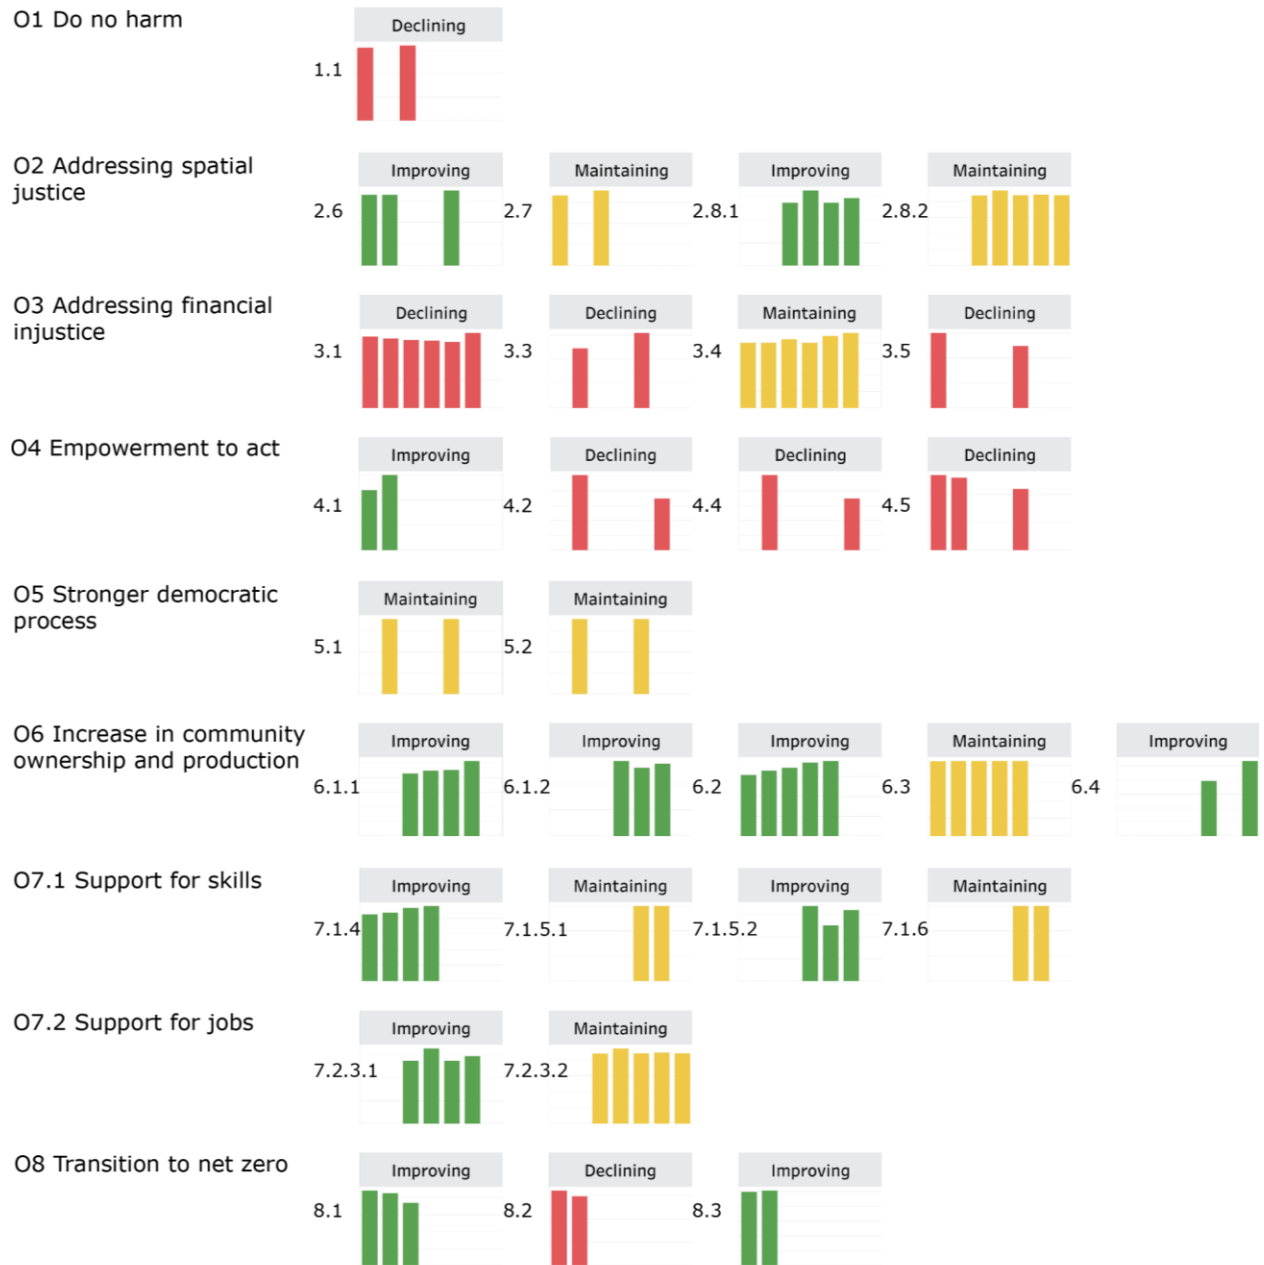 O1 Do no harm
Declining
1.1
O2 Addressing spatial
justice
Improving
Maintaining
Improving
Maintaining
2.6
2.7
2.8.1
2.8.2
O3 Addressing financial
injustice
Declining
Declining
Maintaining
Declining
3.1
3.3
3.4
3.5
O4 Empowerment to act
Improving
Declining
Declining
Declining
4.1
4.2
4.4
4.5
O5 Stronger democratic
process
Maintaining
Maintaining
5.1
5.2
O6 Increase in community
ownership and production
Improving
Improving
Improving
Maintaining
Improving
6.1.1
6.1.2
6.2
6.3
6.4
O7.1 Support for skills
Improving
Maintaining
Improving
Maintaining
7.1.4
7.1.5.1
7.1.5.2
7.1.6
O7.2 Support for jobs
Improving
Maintaining
7.2.3.1
7.2.3.2
O8 Transition to net zero
Improving
Declining
Improving
8.1
8.2
8.3